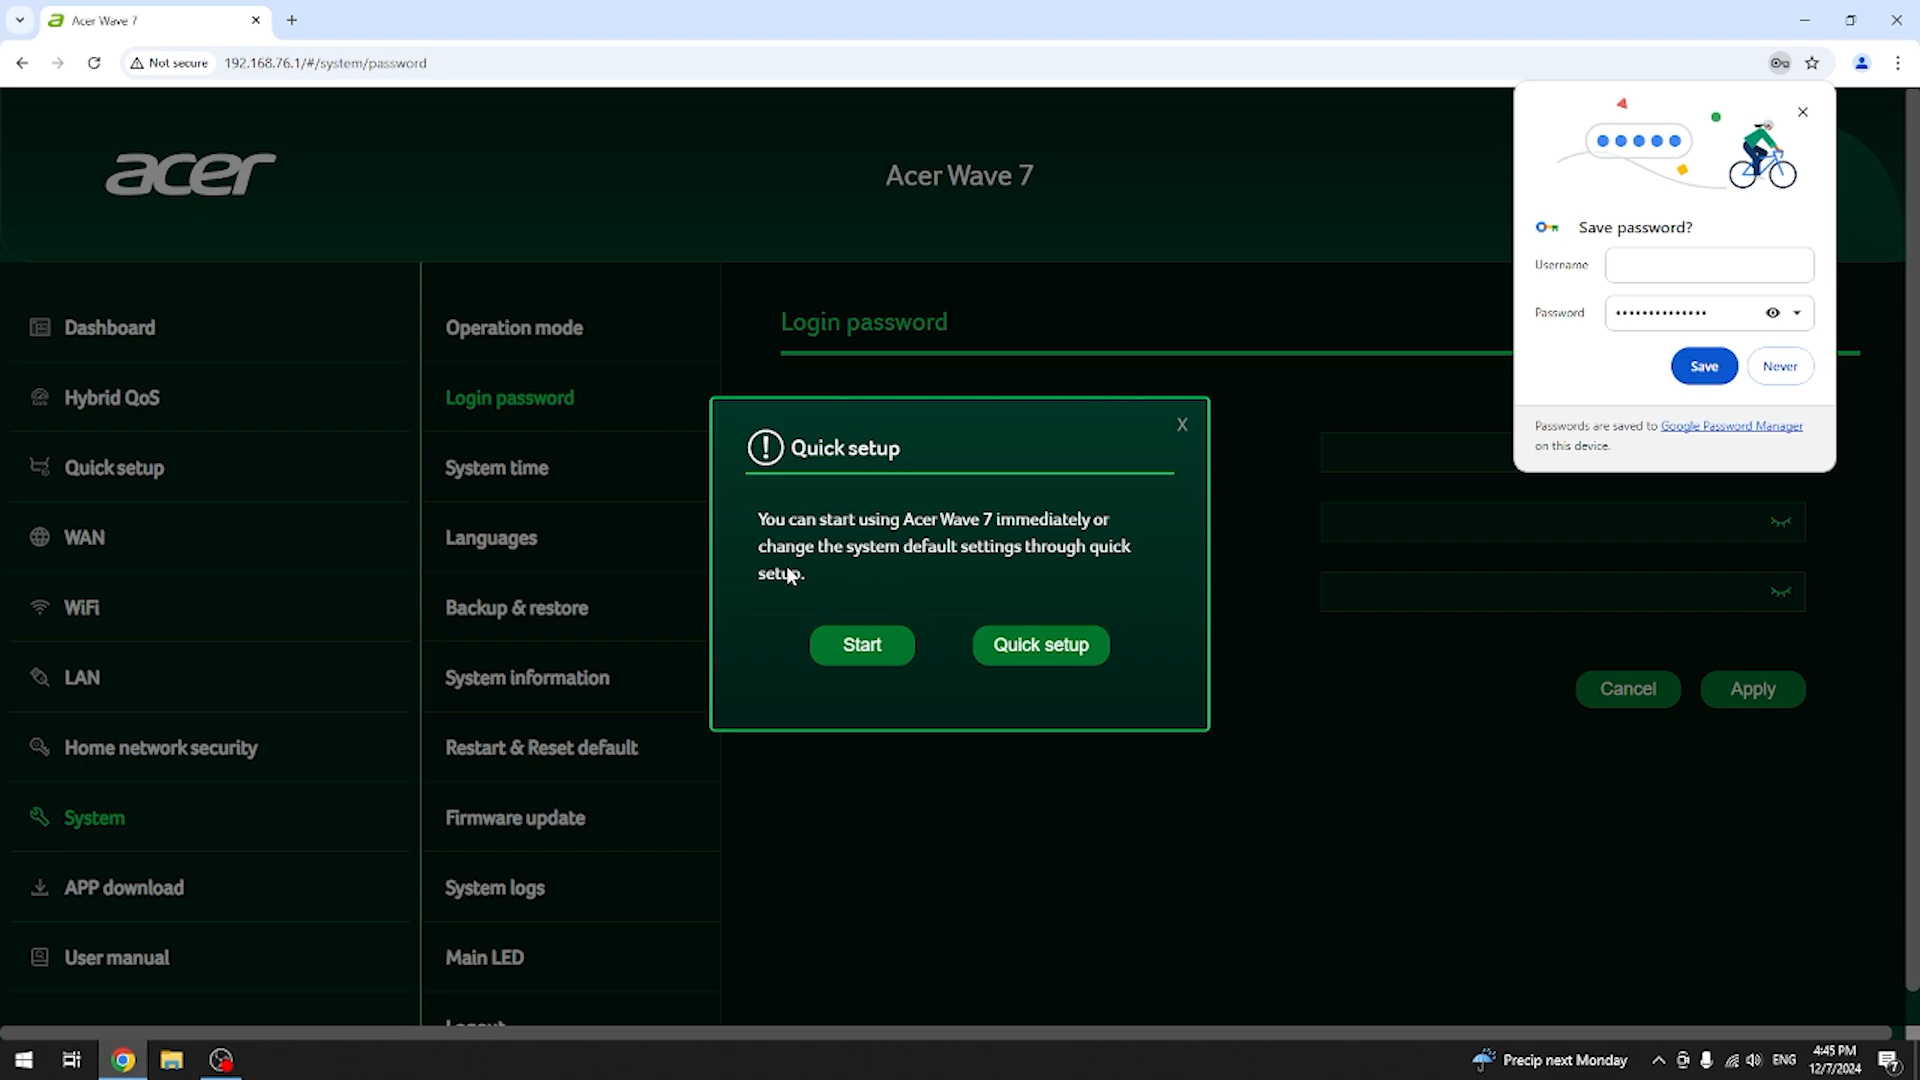 Acer Wave 7
Not secure
192.168.76.1/#/system/password
acer
Acer Wave 7
Save password?
Username
Password
Save
Never
Passwords are saved to Google Password Manager
on this device.
Dashboard
Hybrid QoS
Quick setup
WAN
WiFi
LAN
Home network security
System
APP download
User manual
Operation mode
Login password
System time
Languages
Backup & restore
System information
Restart & Reset default
Firmware update
System logs
Main LED
Logout
Login password
X
Quick setup
You can start using Acer Wave 7 immediately or
change the system default settings through quick
setup.
Start
Quick setup
Cancel
Apply
Precip next Monday
ENG
4:45 PM
12/7/2024
7